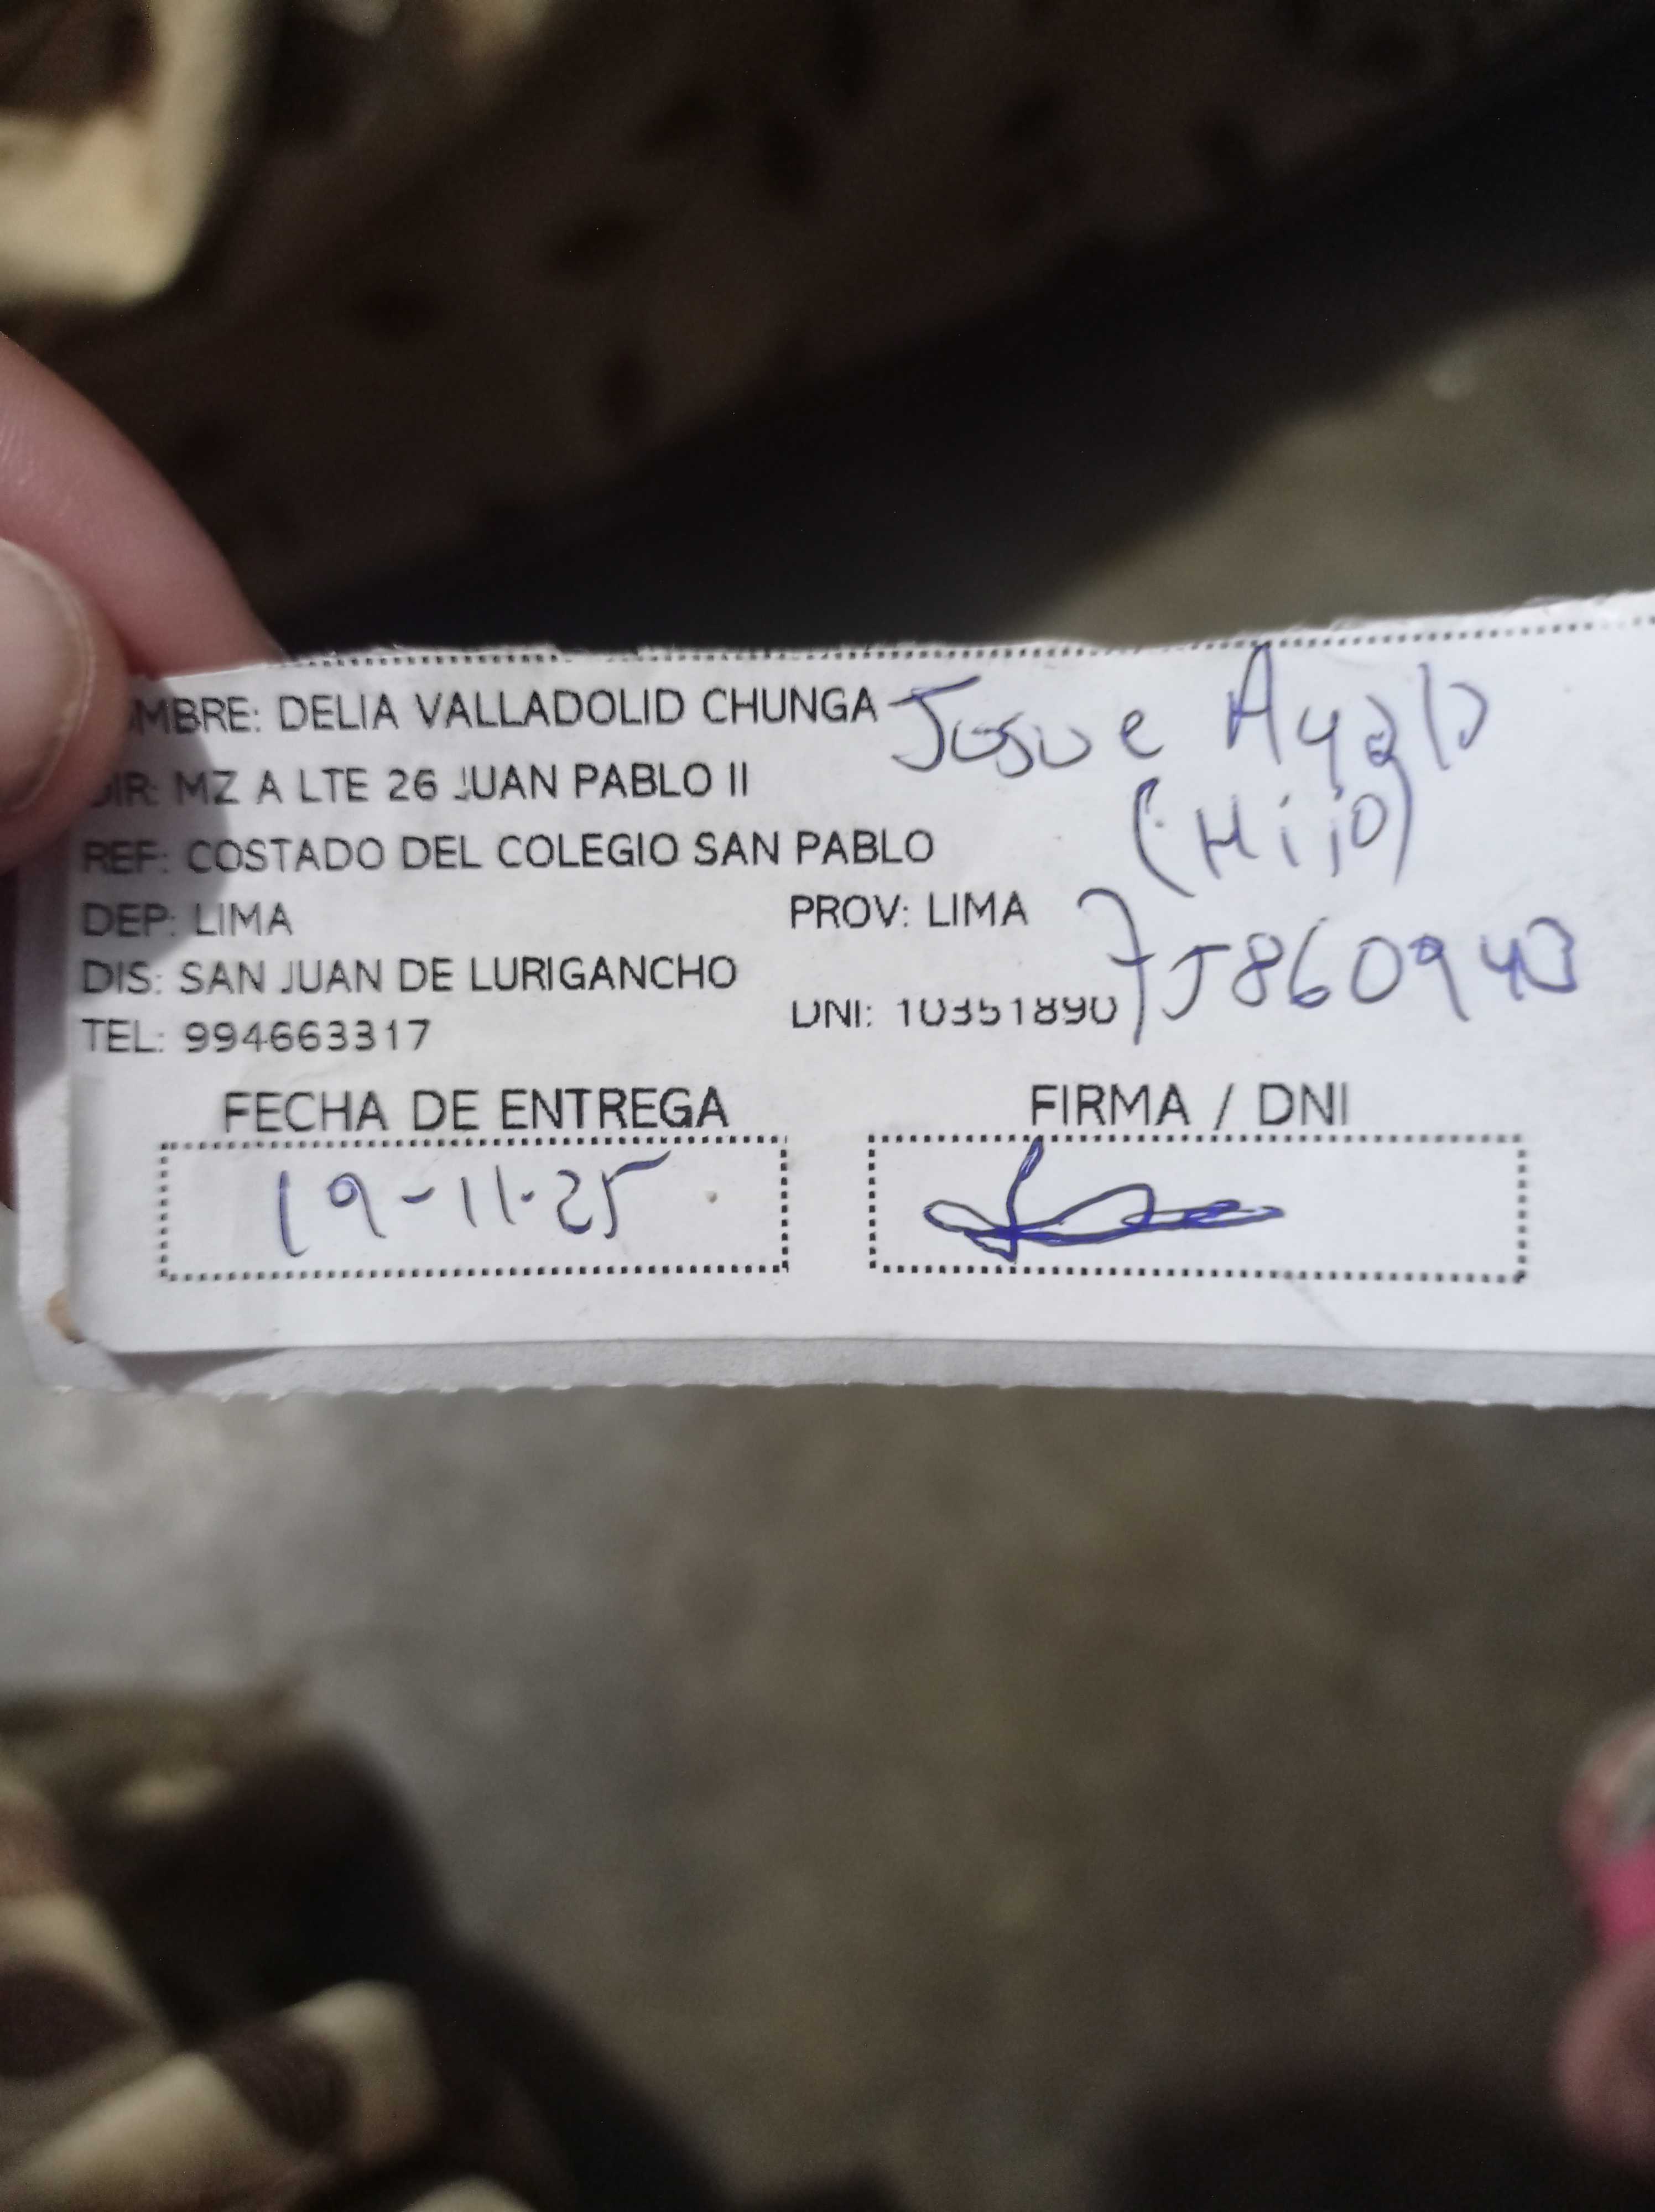 MBRE: DELIA VALLADOLID CHUNGA Josue Ayala
DIR: MZ A LTE 26 JUAN PABLO II
(Hijo)
REF: COSTADO DEL COLEGIO SAN PABLO
DEP: LIMA PROV: LIMA
75860943
DIS: SAN JUAN DE LURIGANCHO
DNI: 10351890
TEL: 994663317
FECHA DE ENTREGA FIRMA / DNI
19-11-25